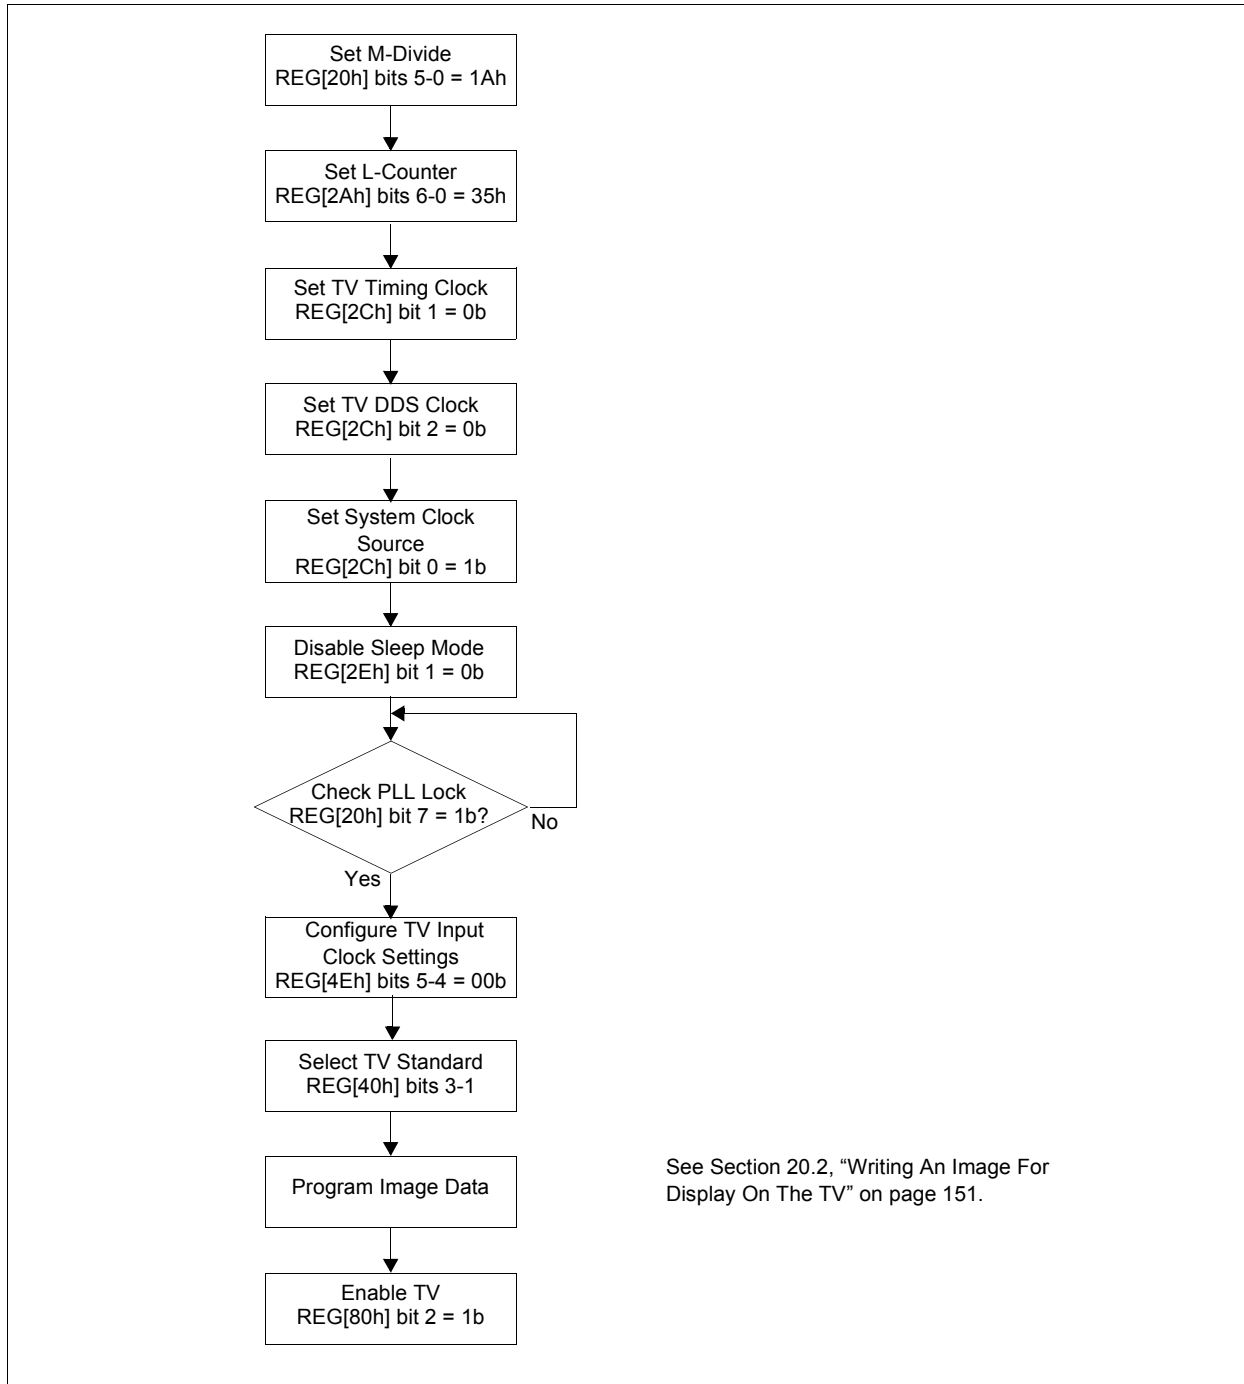 Set M-Divide
REG[20h] bits 5-0 = 1Ah
Set L-Counter
REG[2Ah] bits 6-0 = 35h
Set TV Timing Clock
REG[2Ch] bit 1 = 0b
Set TV DDS Clock
REG[2Ch] bit 2 = 0b
Set System Clock
Source
REG[2Ch] bit 0 = 1b
Disable Sleep Mode
REG[2Eh] bit 1 = 0b
Check PLL Lock
REG[20h] bit 7 = 1b?
No
Yes
Configure TV Input
Clock Settings
REG[4Eh] bits 5-4 = 00b
Select TV Standard
REG[40h] bits 3-1
Program Image Data
See Section 20.2, “Writing An Image For
Display On The TV” on page 151.
Enable TV
REG[80h] bit 2 = 1b